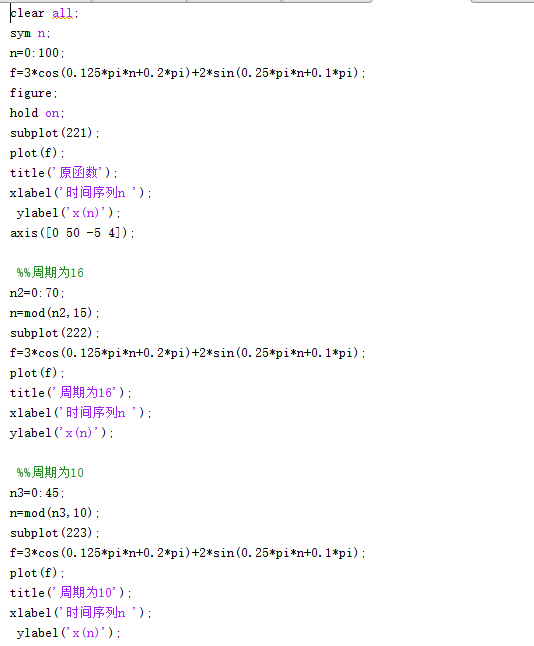 clear all;
sym n;
n=0:100;
f=3*cos(0.125*pi*n+0.2*pi)+2*sin(0.25*pi*n+0.1*pi);
figure;
hold on;
subplot(221);
plot(f);
title('原函数');
xlabel('时间序列n ');
 ylabel('x(n)');
axis([0 50 -5 4]);
 %%周期为16
n2=0:70;
n=mod(n2,15);
subplot(222);
f=3*cos(0.125*pi*n+0.2*pi)+2*sin(0.25*pi*n+0.1*pi);
plot(f);
title('周期为16');
xlabel('时间序列n ');
ylabel('x(n)');
 %%周期为10
n3=0:45;
n=mod(n3,10);
subplot(223);
f=3*cos(0.125*pi*n+0.2*pi)+2*sin(0.25*pi*n+0.1*pi);
plot(f);
title('周期为10');
xlabel('时间序列n ');
 ylabel('x(n)');